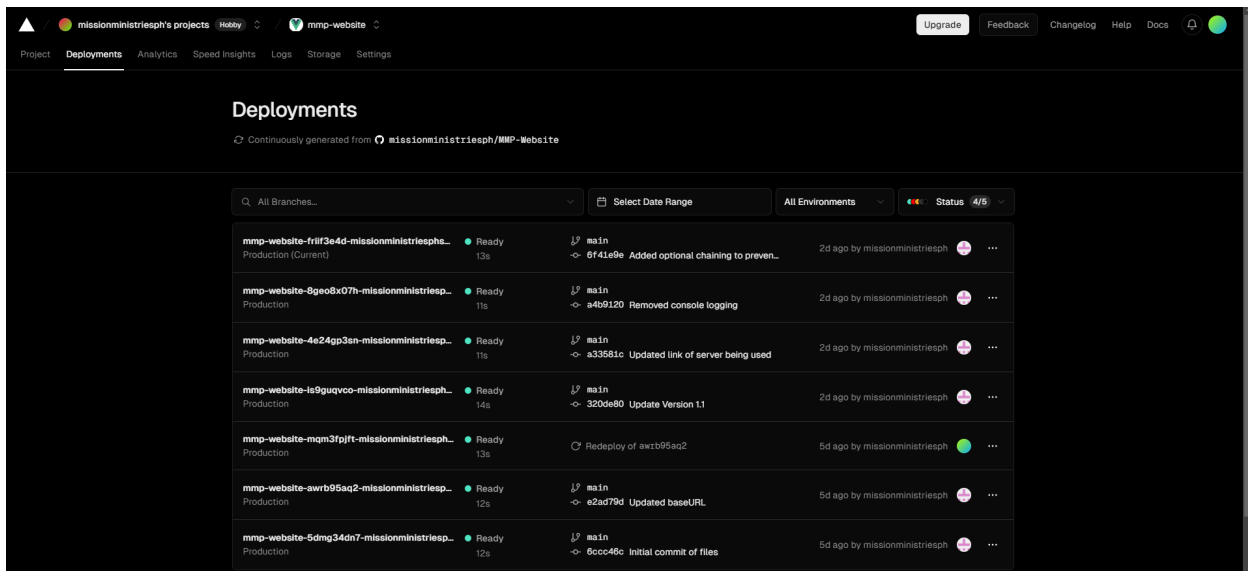 missionministriesph's projects Hobby mmp-website Upgrade Feedback Changelog Help Docs
Project Deployments Analytics Speed Insights Logs Storage Settings
Deployments
Continuously generated from missionministriesph/MMP-Website
All Branches... Select Date Range All Environments Status 4/5
mmp-website-friif3e4d-missionministriesphs... Ready main
Production (Current) 13s 6f41e9e Added optional chaining to preven... 2d ago by missionministriesph
mmp-website-8geo8x07h-missionministriesp... Ready main
Production 11s a4b9120 Removed console logging 2d ago by missionministriesph
mmp-website-4e24gp3sn-missionministriesp... Ready main
Production 11s a33581c Updated link of server being used 2d ago by missionministriesph
mmp-website-is9guqvco-missionministriesph... Ready main
Production 14s 320de80 Update Version 1.1 2d ago by missionministriesph
mmp-website-mqm3fpjft-missionministriesph... Ready
Production 13s Redeploy of awrb95aq2 5d ago by missionministriesph
mmp-website-awrb95aq2-missionministriesp... Ready main
Production 12s e2ad79d Updated baseURL 5d ago by missionministriesph
mmp-website-5dmg34dn7-missionministriesp... Ready main
Production 12s 6ccc46c Initial commit of files 5d ago by missionministriesph